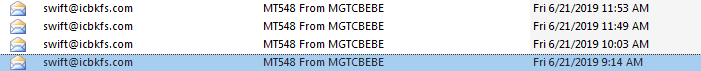 swift@icbkfs.com MT548 From MGTCBEBE Fri 6/21/2019 11:53 AM
swift@icbkfs.com MT548 From MGTCBEBE Fri 6/21/2019 11:49 AM
swift@icbkfs.com MT548 From MGTCBEBE Fri 6/21/2019 10:03 AM
swift@icbkfs.com MT548 From MGTCBEBE Fri 6/21/2019 9:14 AM